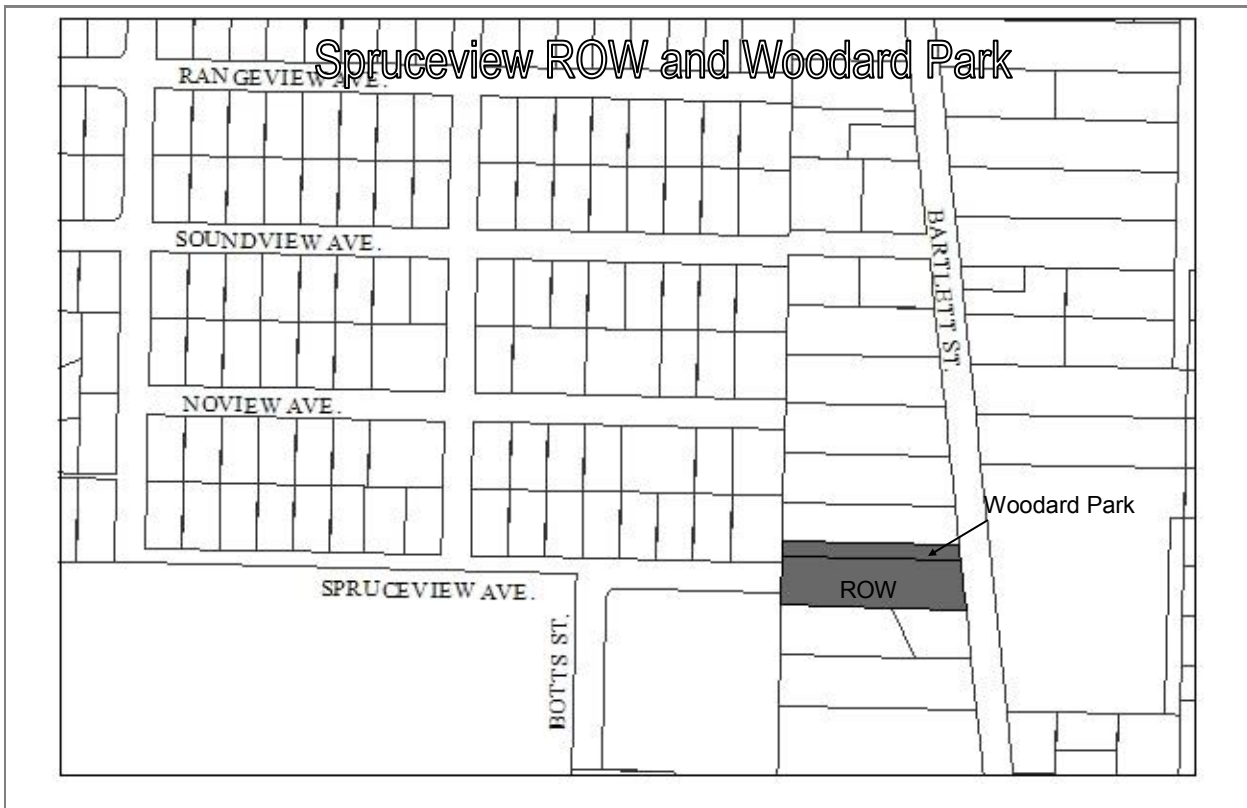 Spruceview ROW and Woodard Park
RANGEVIEW AVE.
SOUNDVIEW AVE.
BARTLETT ST.
NOVIEW AVE.
Woodard Park
ROW
SPRUCEVIEW AVE.
BOTTS ST.